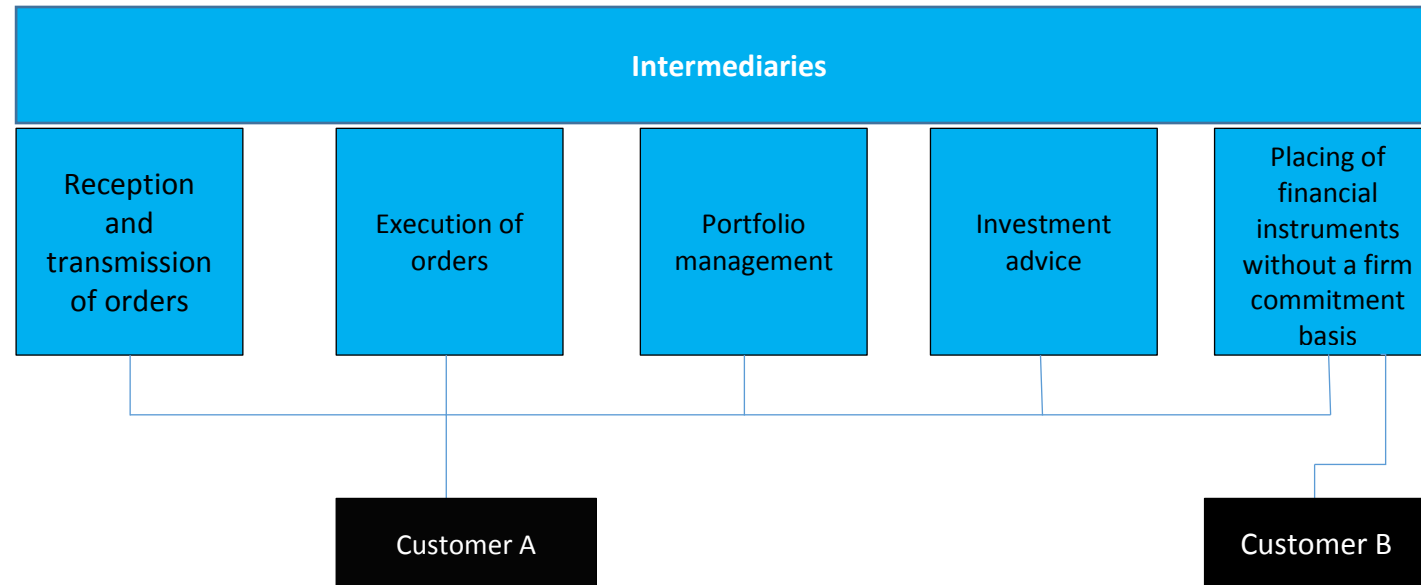 Intermediaries
Reception
and
transmission
of orders
Execution of
orders
Portfolio
management
Investment
advice
Placing of
financial
instruments
without a firm
commitment
basis
Customer A
Customer B